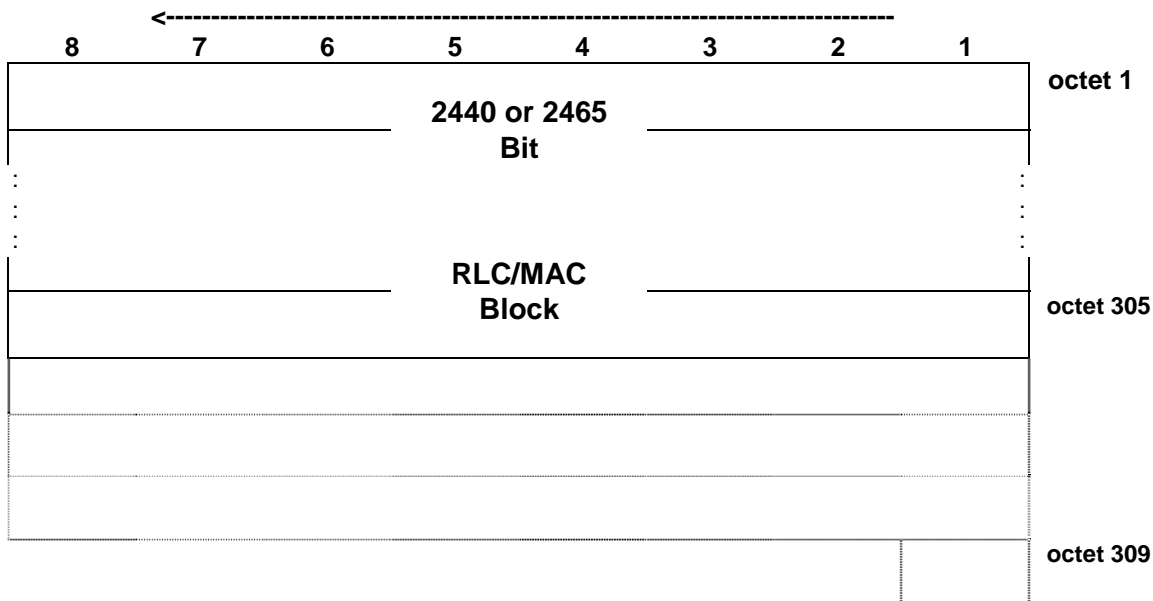 <--------------------------------------------------------------------------------
8 7 6 5 4 3 2 1
octet 1
2440 or 2465
Bit
: :
: :
: :
RLC/MAC
Block
octet 305
octet 309